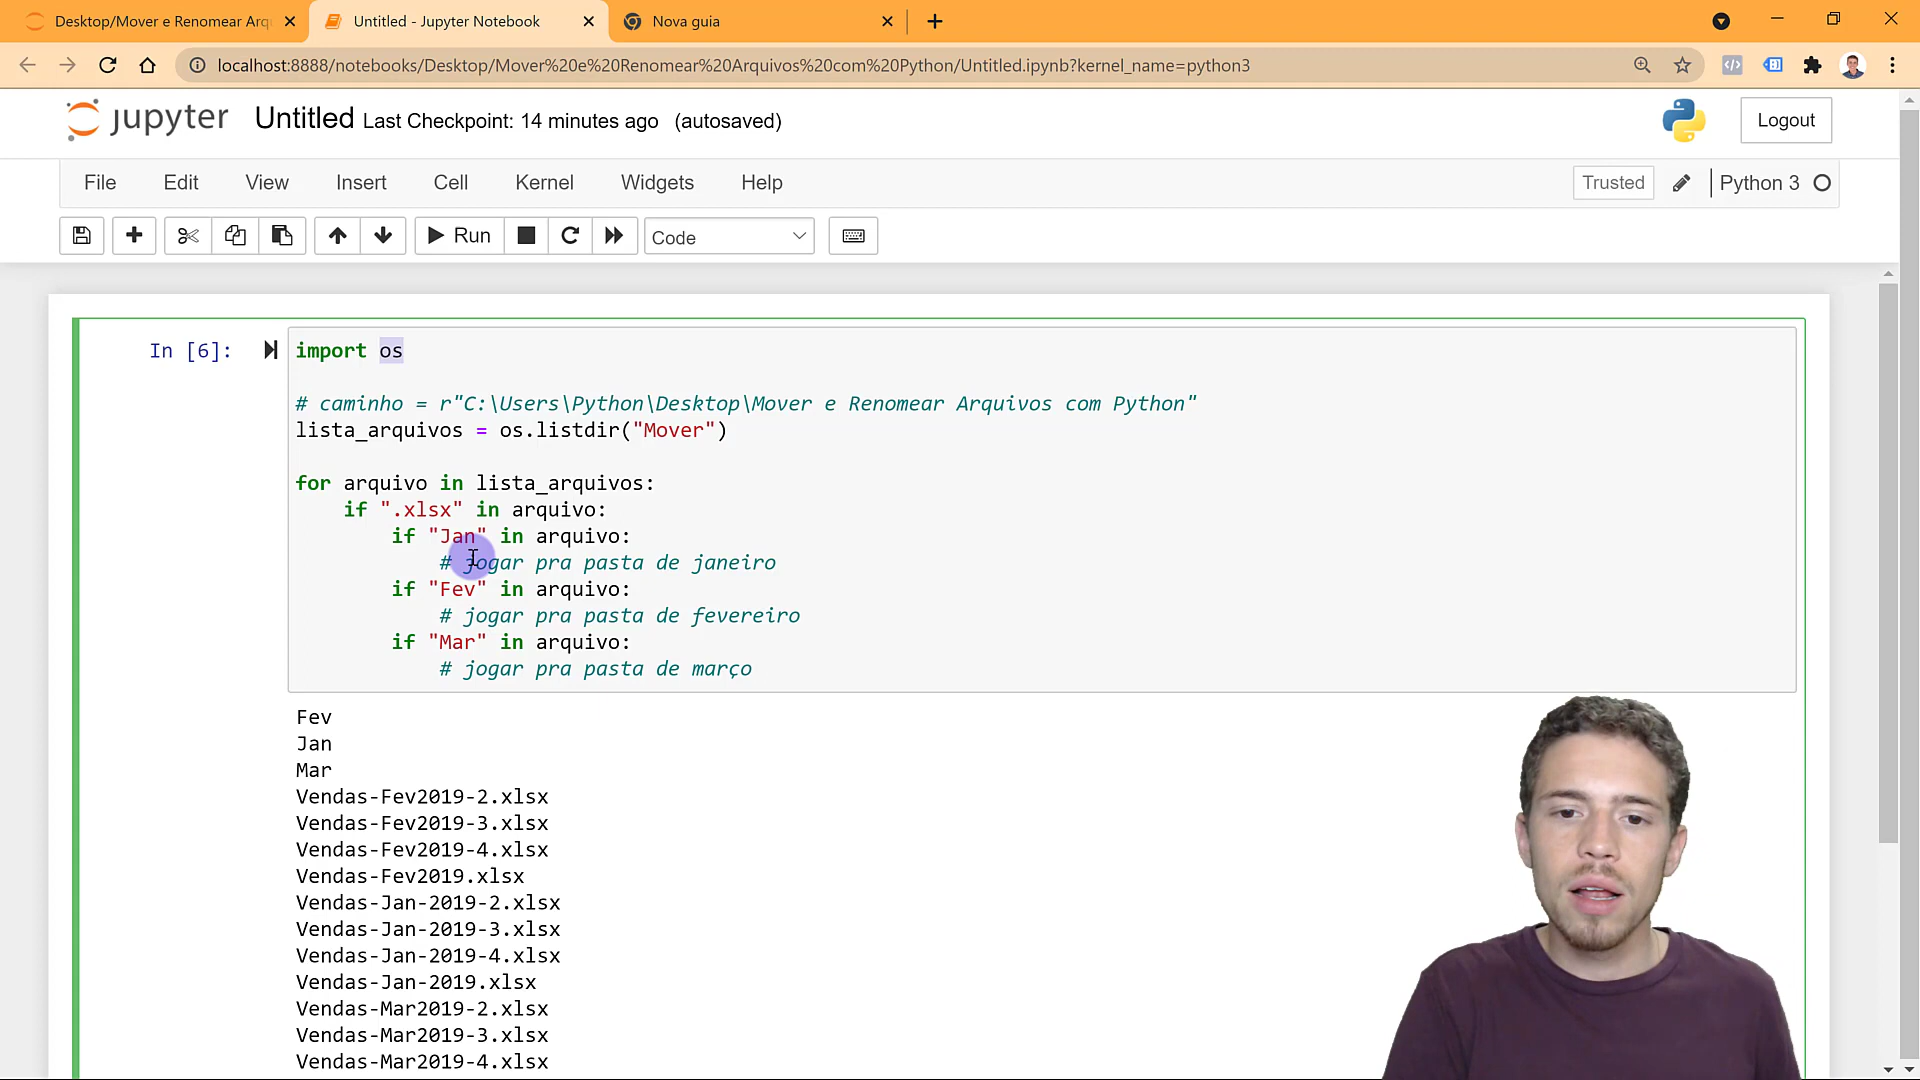 Desktop/Mover e Renomear Arq
Untitled - Jupyter Notebook
Nova guia
localhost:8888/notebooks/Desktop/Mover%20e%20Renomear%20Arquivos%20com%20Python/Untitled.ipynb?kernel_name=python3
jupyter Untitled Last Checkpoint: 14 minutes ago (autosaved)
Logout
File Edit View Insert Cell Kernel Widgets Help
Trusted
Python 3
Run
Code
In [6]:
import os
# caminho = r"C:\Users\Python\Desktop\Mover e Renomear Arquivos com Python"
lista_arquivos = os.listdir("Mover")
for arquivo in lista_arquivos:
if ".xlsx" in arquivo:
if "Jan" in arquivo:
# jogar pra pasta de janeiro
if "Fev" in arquivo:
# jogar pra pasta de fevereiro
if "Mar" in arquivo:
# jogar pra pasta de março
Fev
Jan
Mar
Vendas-Fev2019-2.xlsx
Vendas-Fev2019-3.xlsx
Vendas-Fev2019-4.xlsx
Vendas-Fev2019.xlsx
Vendas-Jan-2019-2.xlsx
Vendas-Jan-2019-3.xlsx
Vendas-Jan-2019-4.xlsx
Vendas-Jan-2019.xlsx
Vendas-Mar2019-2.xlsx
Vendas-Mar2019-3.xlsx
Vendas-Mar2019-4.xlsx